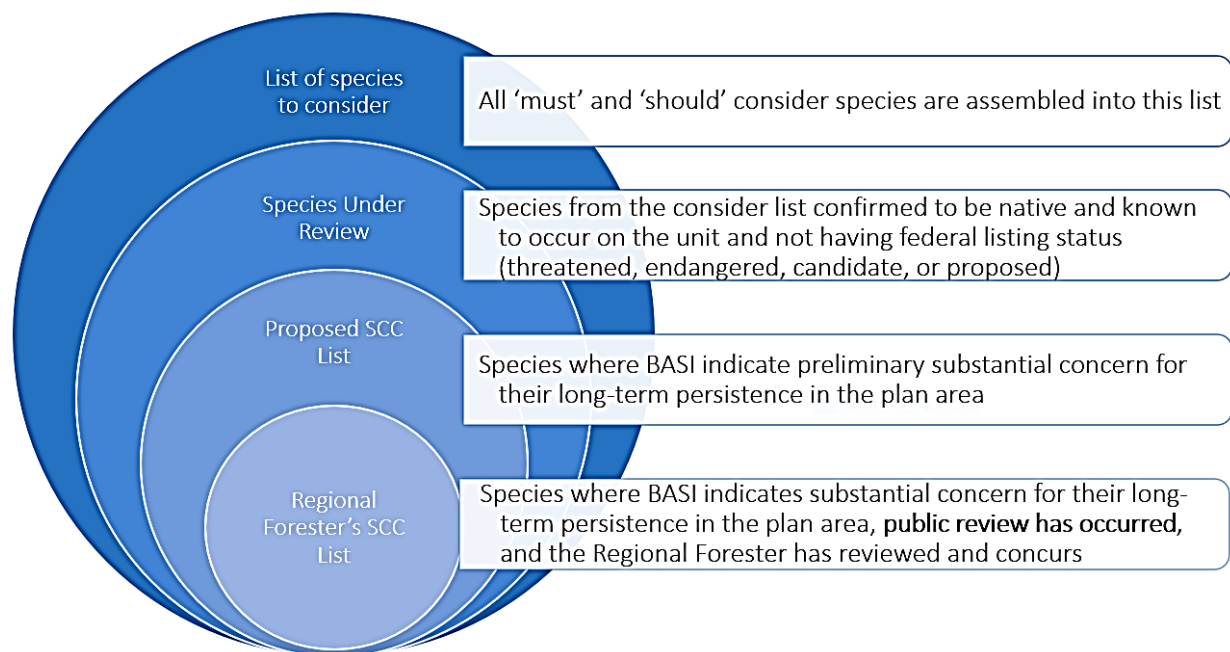 List of species
to consider
All ‘must’ and ‘should’ consider species are assembled into this list
Species Under
Review
Species from the consider list confirmed to be native and known
to occur on the unit and not having federal listing status
(threatened, endangered, candidate, or proposed)
Proposed SCC
List
Species where BASI indicate preliminary substantial concern for
their long-term persistence in the plan area
Regional
Forester’s SCC
List
Species where BASI indicates substantial concern for their long-
term persistence in the plan area, public review has occurred,
and the Regional Forester has reviewed and concurs